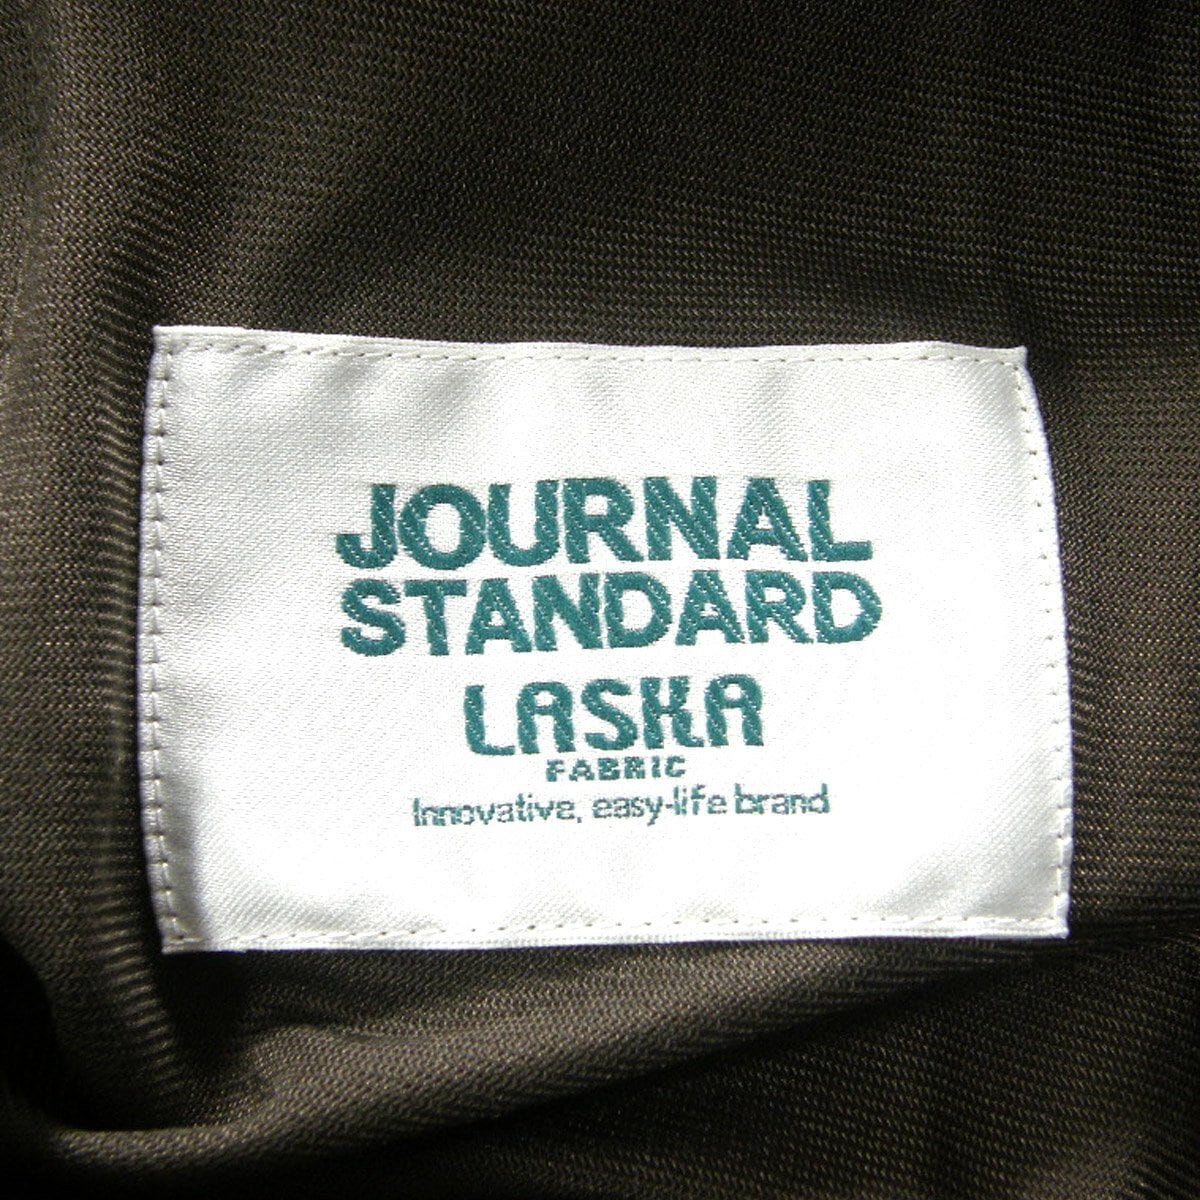 JOURNAL
STANDARD
LASKA
FABRIC
Innovative, easy-life brand